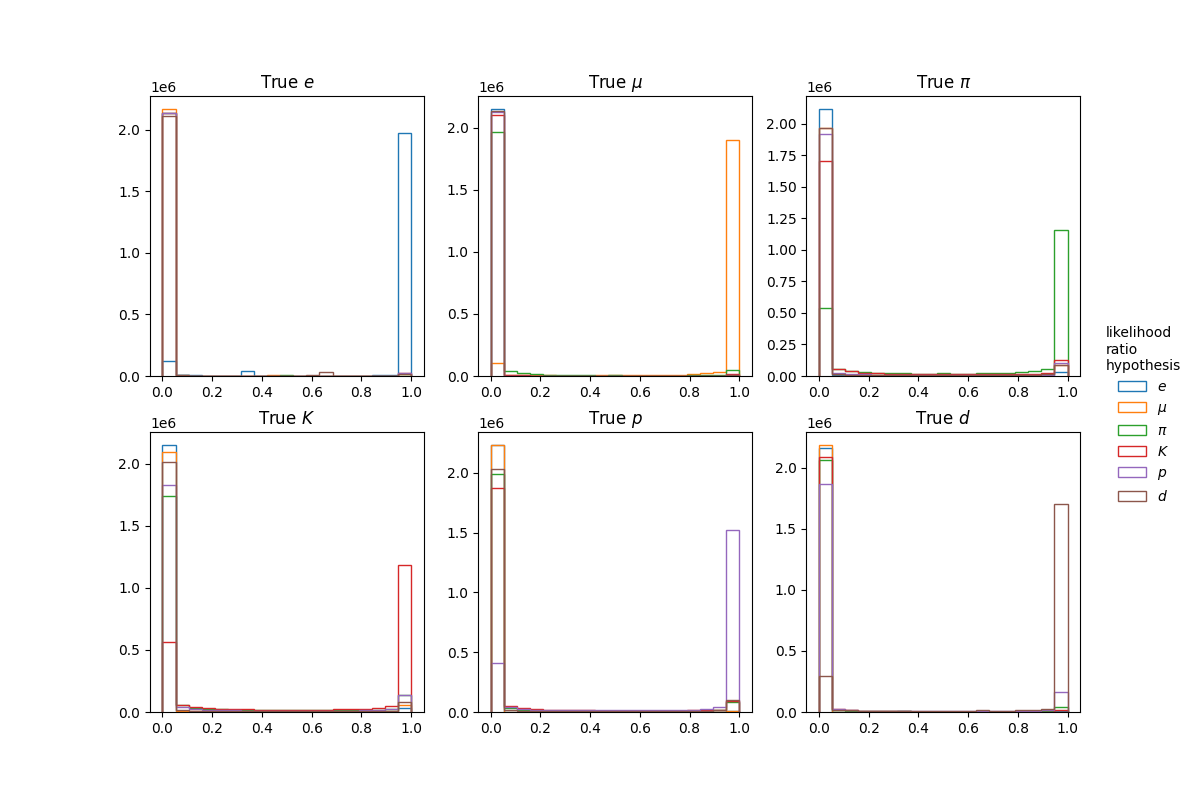 True e
True μ
True π
1e6
1e6
1e6
2.0
1.5
1.0
0.5
0.0
2.0
1.5
1.0
0.5
0.0
2.00
1.75
1.50
1.25
1.00
0.75
0.50
0.25
0.00
0.0 0.2 0.4 0.6 0.8 1.0
0.0 0.2 0.4 0.6 0.8 1.0
0.0 0.2 0.4 0.6 0.8 1.0
True K
True p
True d
1e6
1e6
1e6
2.0
1.5
1.0
0.5
0.0
2.0
1.5
1.0
0.5
0.0
2.0
1.5
1.0
0.5
0.0
0.0 0.2 0.4 0.6 0.8 1.0
0.0 0.2 0.4 0.6 0.8 1.0
0.0 0.2 0.4 0.6 0.8 1.0
likelihood
ratio
hypothesis
e
μ
π
K
p
d